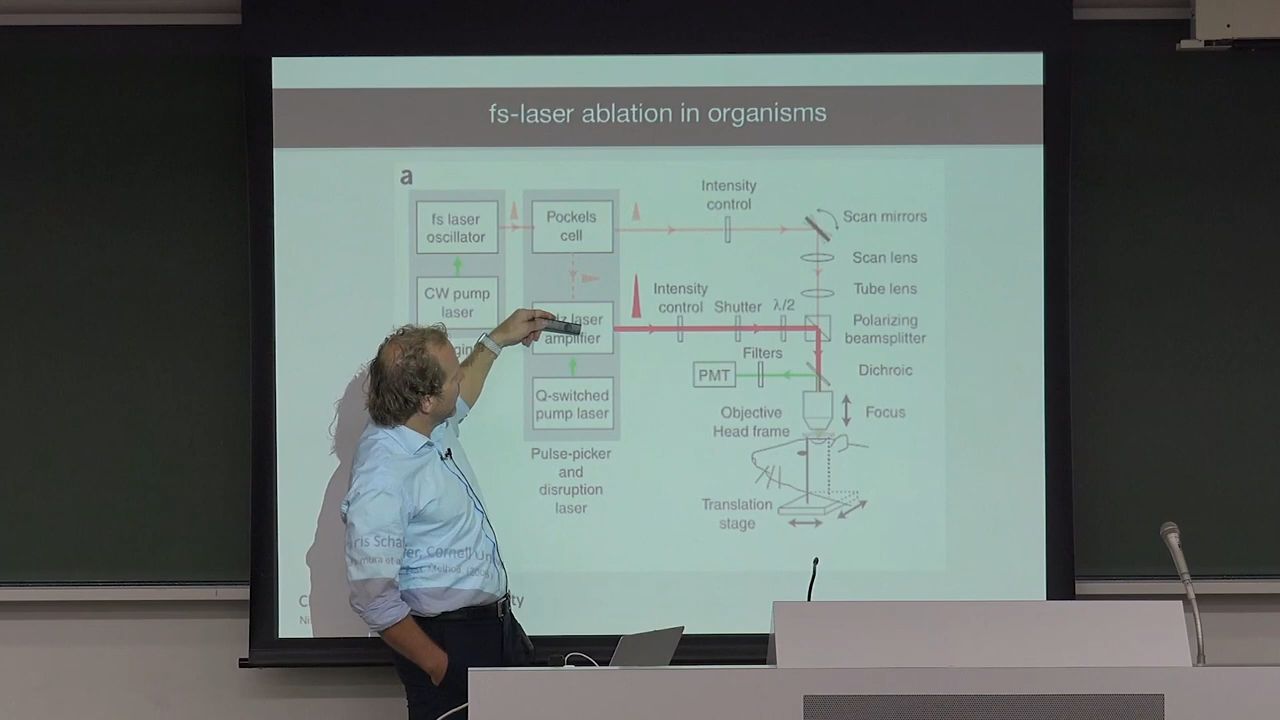 fs-laser ablation in organisms
a
fs laser
oscillator
Pockels
cell
Intensity
control
Scan mirrors
Scan lens
Tube lens
CW pump
laser
laser
amplifier
Intensity
control
Shutter
λ/2
Polarizing
beamsplitter
Filters
PMT
Dichroic
Q-switched
pump laser
Objective
Head frame
Focus
Pulse-picker
and
disruption
laser
Translation
stage
Cornell